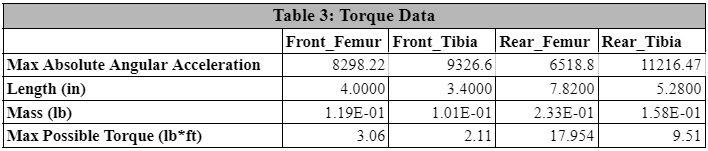 Table 3: Torque Data
Front_Femur Front_Tibia Rear_Femur Rear_Tibia
Max Absolute Angular Acceleration 8298.22 9326.6 6518.8 11216.47
Length (in) 4.0000 3.4000 7.8200 5.2800
Mass (lb) 1.19E-01 1.01E-01 2.33E-01 1.58E-01
Max Possible Torque (lb*ft) 3.06 2.11 17.954 9.51